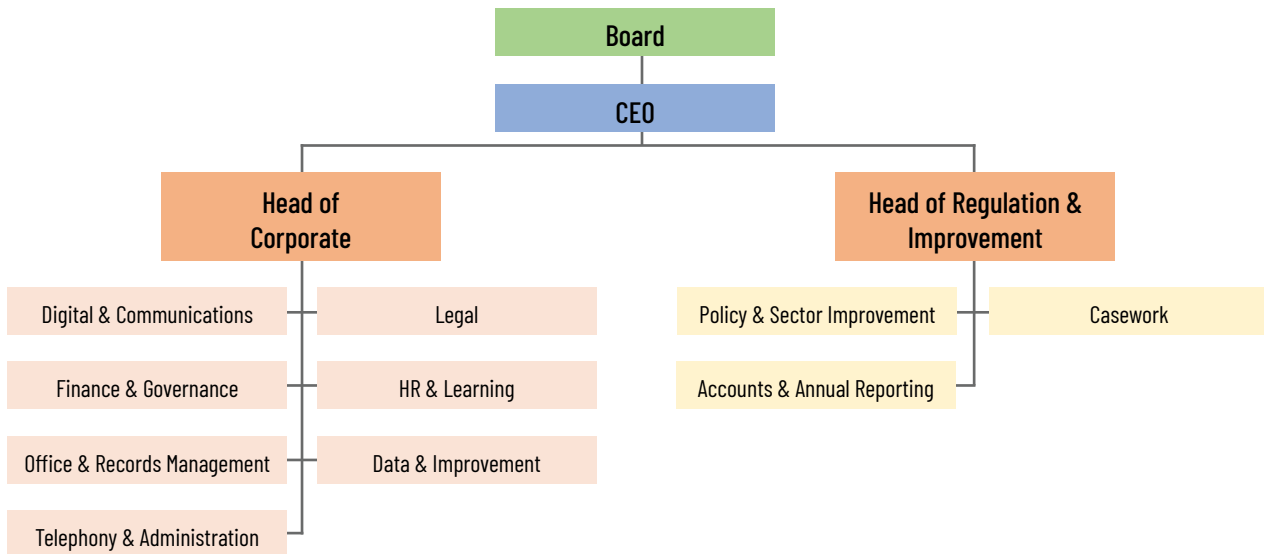 Board
CEO
Head of
Corporate
Head of Regulation &
Improvement
Digital & Communications
Legal
Policy & Sector Improvement
Casework
Finance & Governance
HR & Learning
Accounts & Annual Reporting
Office & Records Management
Data & Improvement
Telephony & Administration